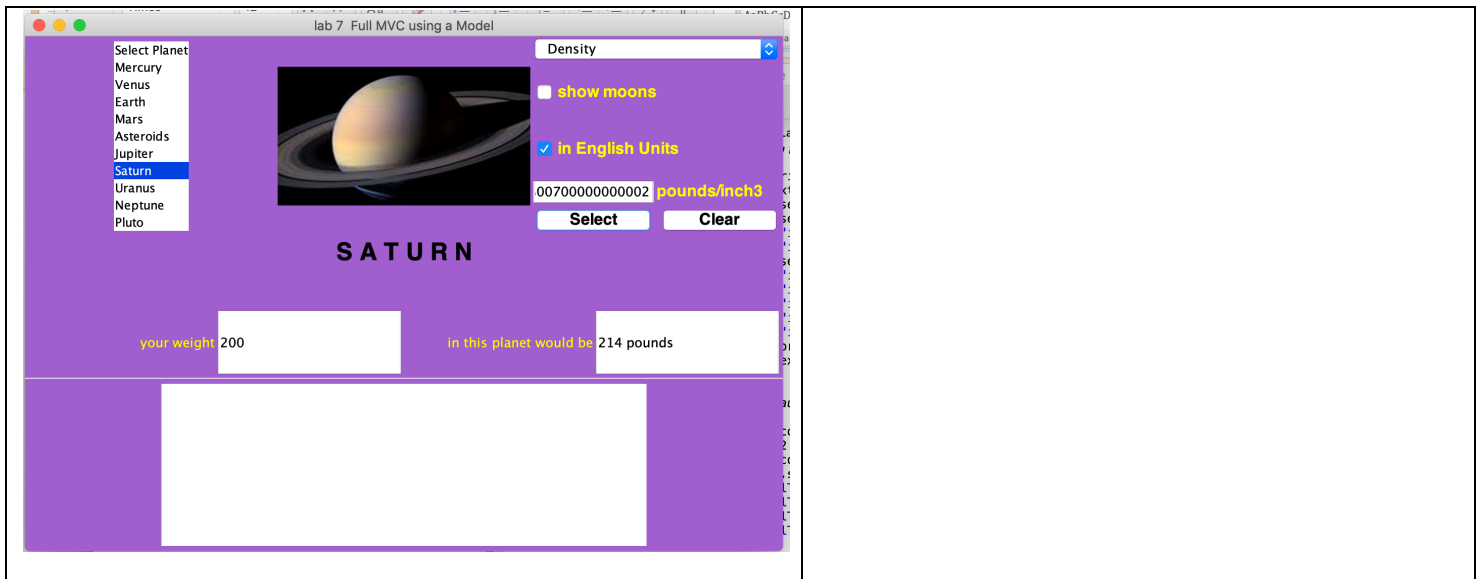 lab 7 Full MVC using a Model
Select Planet
Mercury
Venus
Earth
Mars
Asteroids
Jupiter
Saturn
Uranus
Neptune
Pluto
Density
show moons
in English Units
00700000000002 pounds/inch3
Select Clear
S A T U R N
your weight 200 in this planet would be 214 pounds